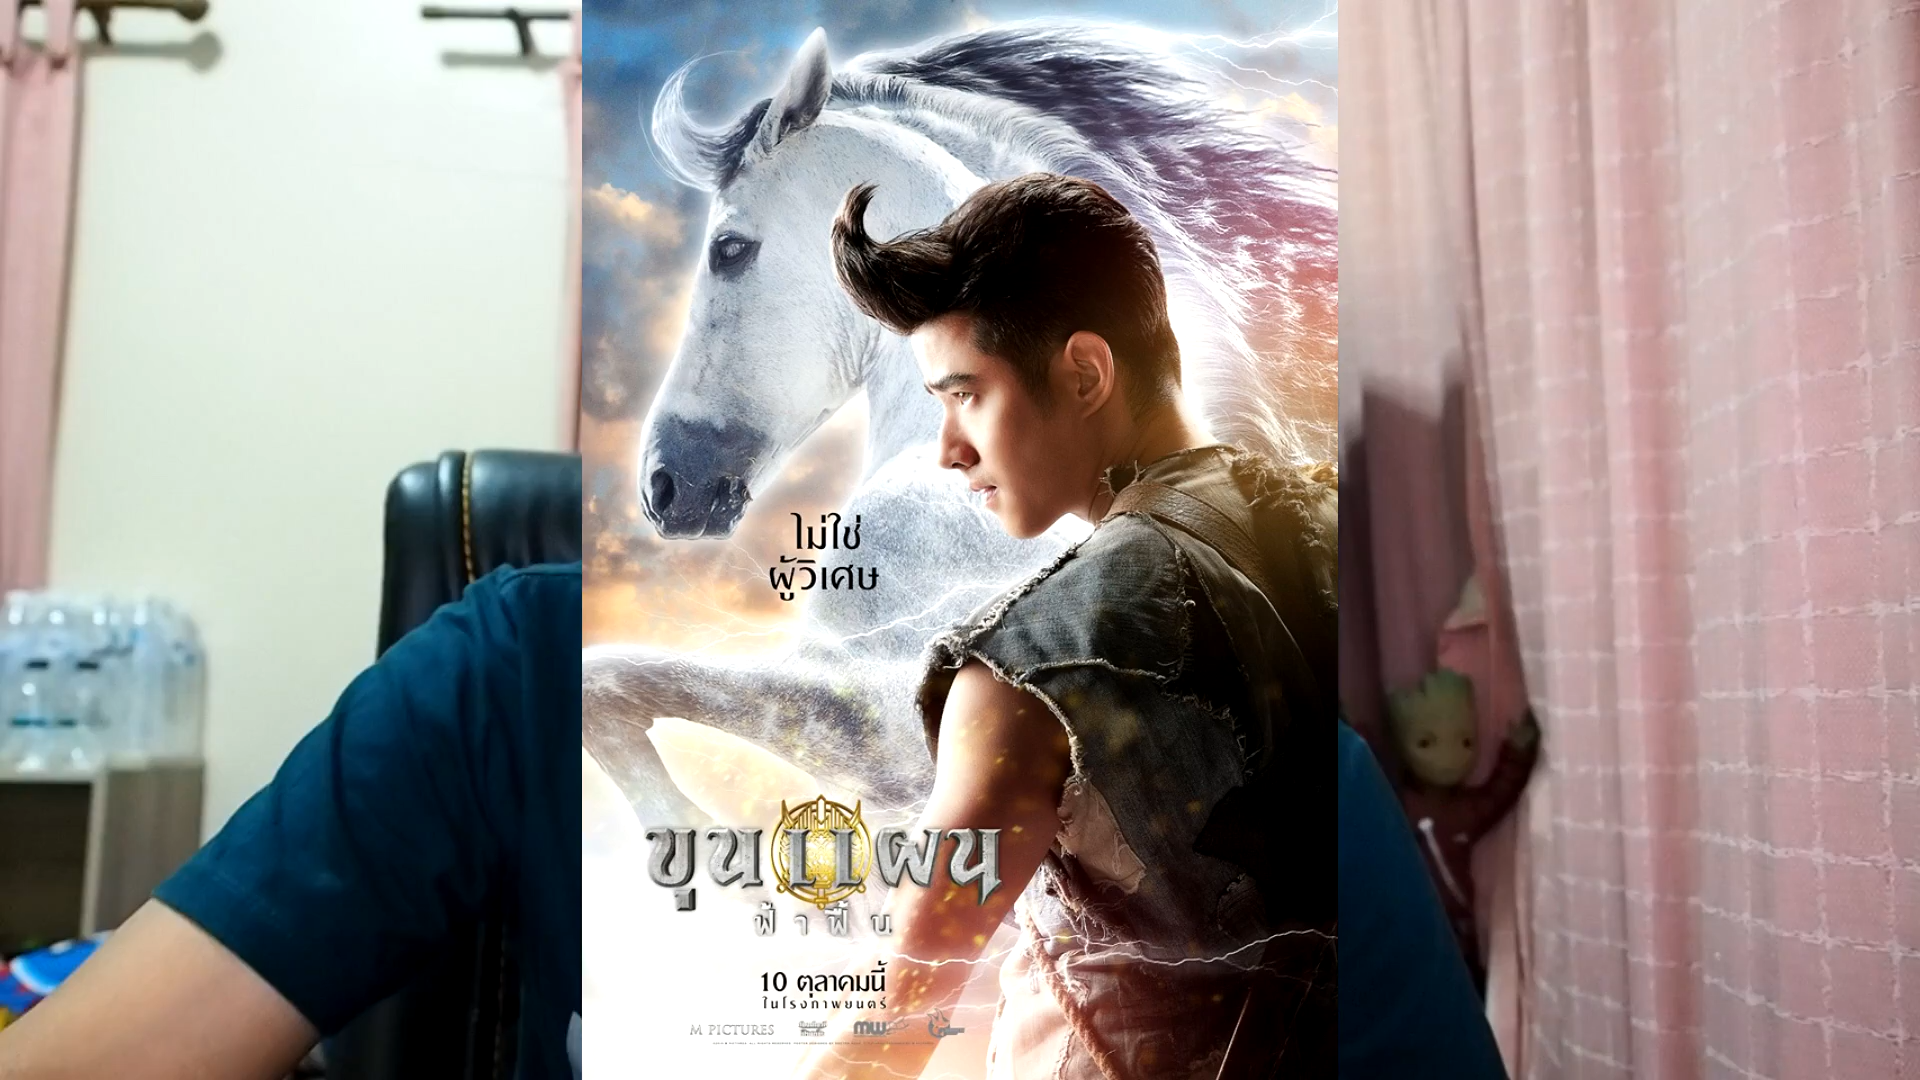 ไม่ใช่
ผู้วิเศษ
ขุนแผน
ฟ้าฟื้น
10 ตุลาคมนี้
ในโรงภาพยนตร์
M PICTURES